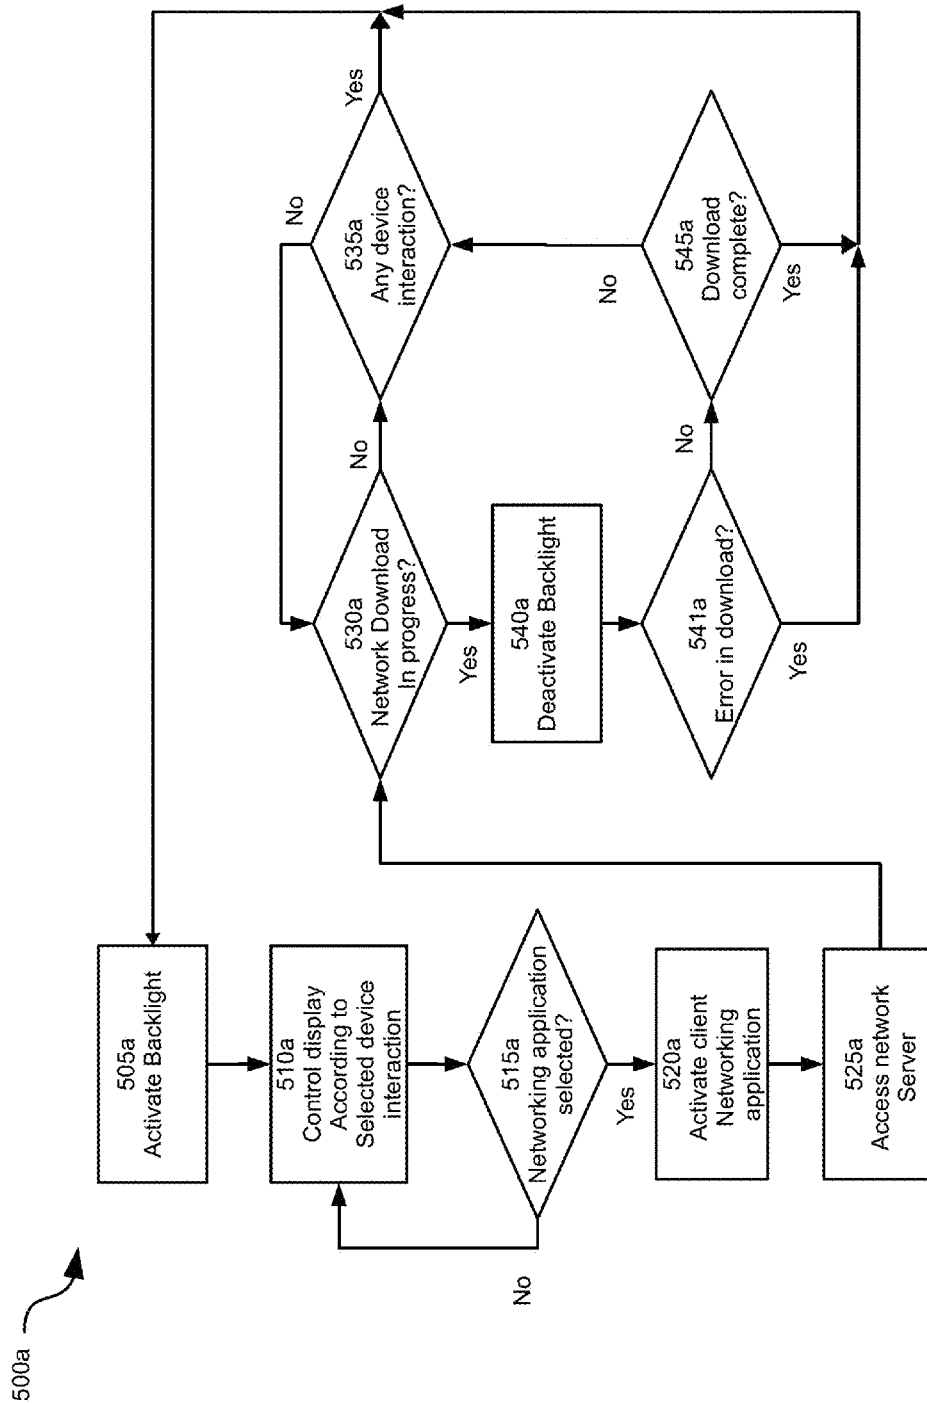 500a
505a
Activate Backlight
510a
Control display
According to
Selected device
interaction
515a
Networking application
selected?
No
Yes
520a
Activate client
Networking
application
525a
Access network
Server
530a
Network Download
In progress?
No
Yes
535a
Any device
interaction?
No
Yes
540a
Deactivate Backlight
541a
Error in download?
No
Yes
545a
Download
complete?
No
Yes